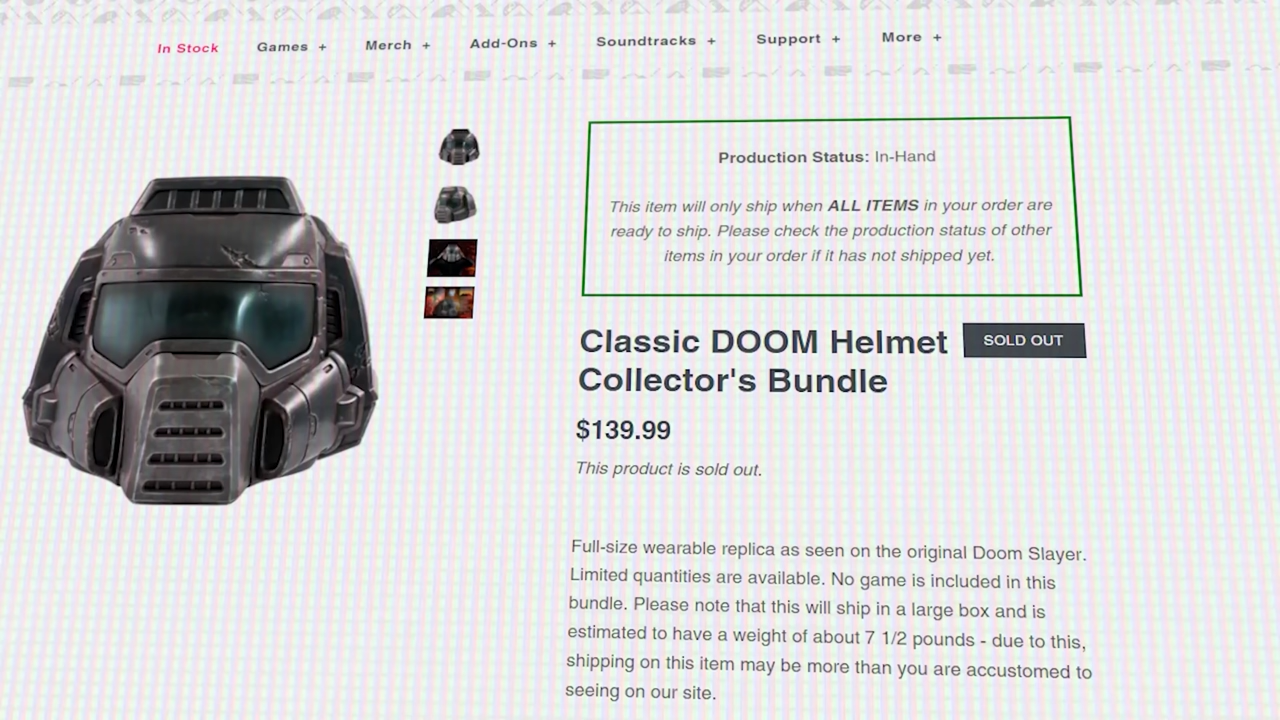 In Stock Games + Merch + Add-Ons + Soundtracks + Support + More +
Production Status: In-Hand
This item will only ship when ALL ITEMS in your order are
ready to ship. Please check the production status of other
items in your order if it has not shipped yet.
Classic DOOM Helmet
Collector's Bundle
SOLD OUT
$139.99
This product is sold out.
Full-size wearable replica as seen on the original Doom Slayer.
Limited quantities are available. No game is included in this
bundle. Please note that this will ship in a large box and is
estimated to have a weight of about 7 1/2 pounds - due to this,
shipping on this item may be more than you are accustomed to
seeing on our site.